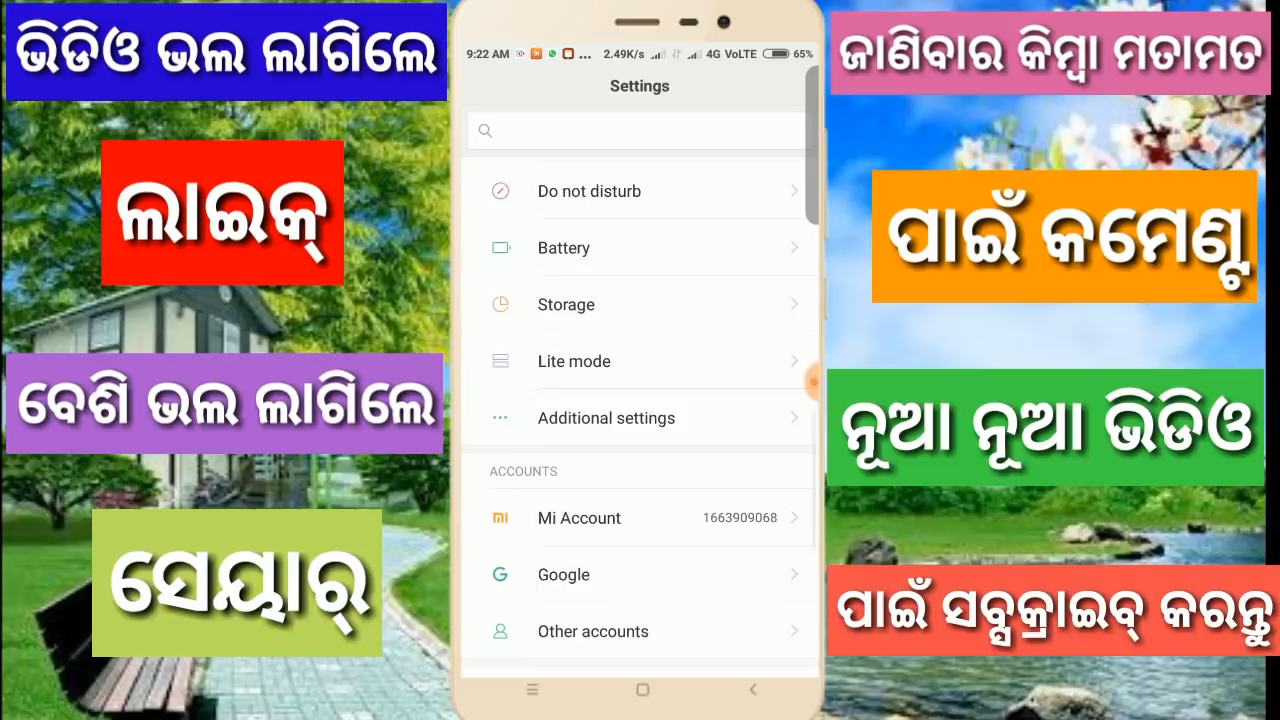 ଭିଡିଓ ଭଲ ଲାଗିଲେ
ଲାଇକ୍
ବେଶି ଭଲ ଲାଗିଲେ
ସେୟାର୍
9:22 AM ... 2.49K/s 4G VoLTE 65%
Settings
Do not disturb
Battery
Storage
Lite mode
Additional settings
ACCOUNTS
Mi Account 1663909068
Google
Other accounts
ଜାଣିବାର କିମ୍ବା ମତାମତ
ପାଇଁ କମେଣ୍ଟ
ନୂଆ ନୂଆ ଭିଡିଓ
ପାଇଁ ସବ୍ସକ୍ରାଇବ୍ କରନ୍ତୁ